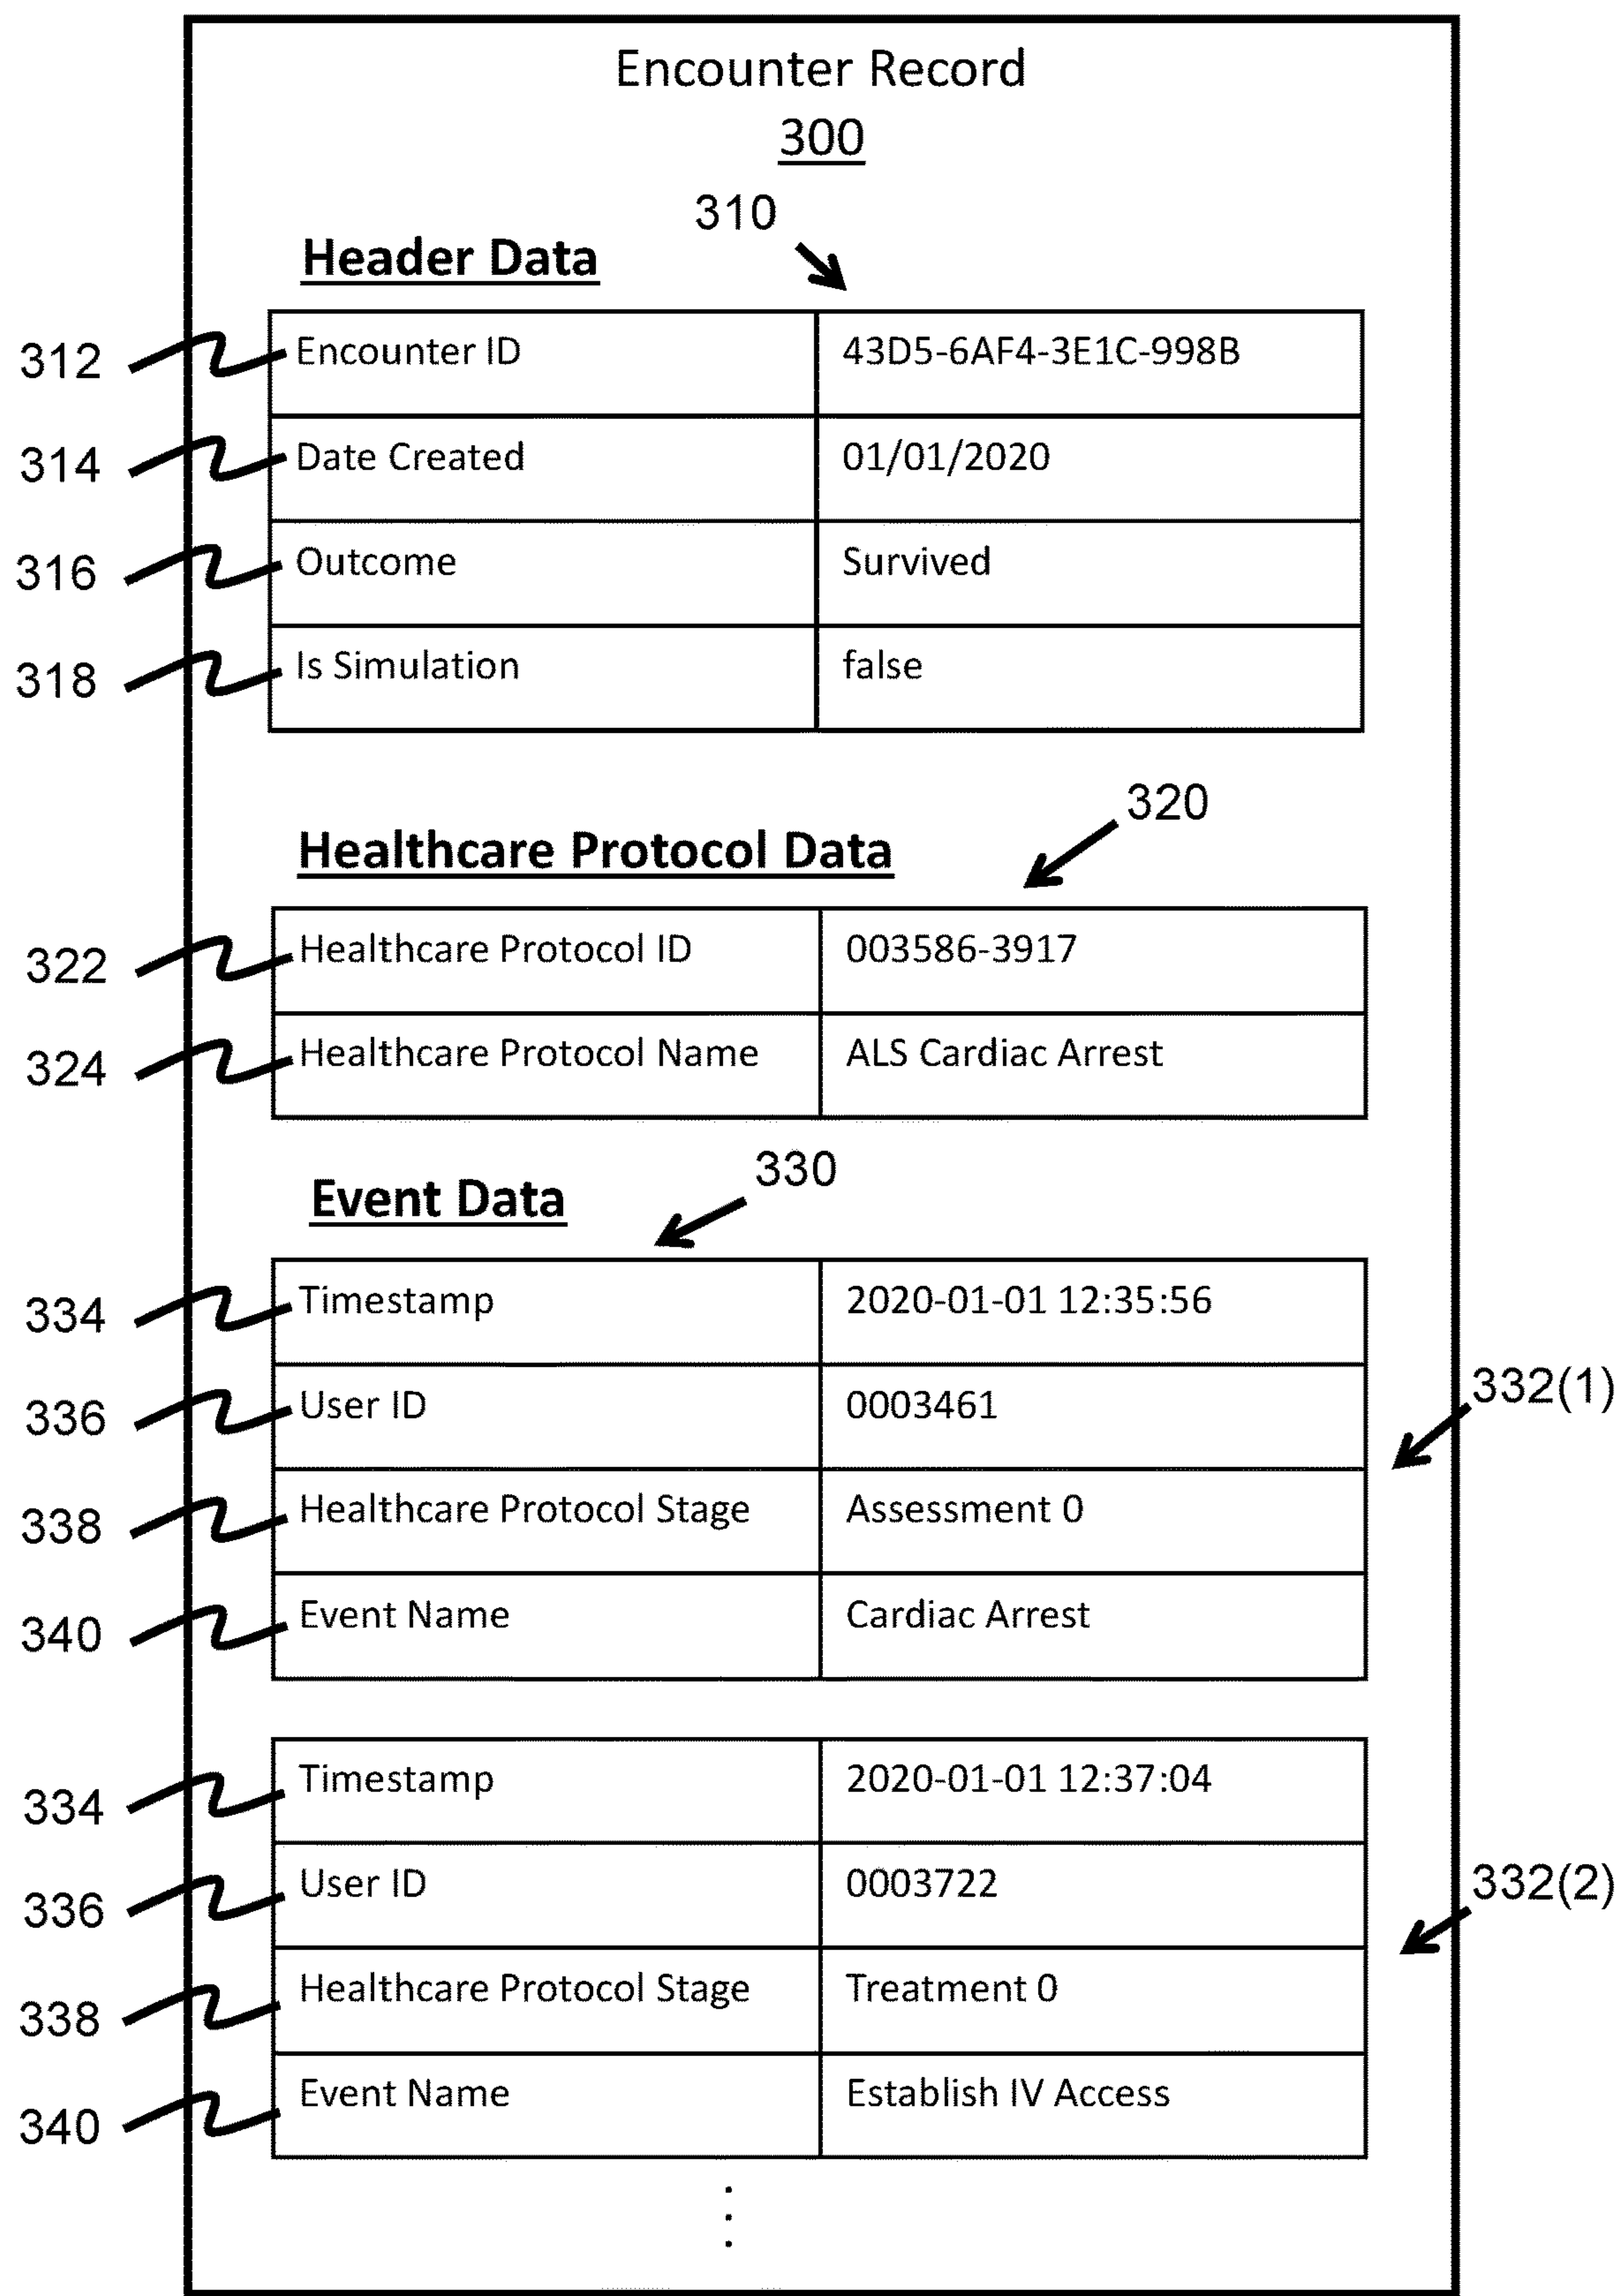 Encounter Record
300
310
Header Data
312 Encounter ID 43D5-6AF4-3E1C-998B
314 Date Created 01/01/2020
316 Outcome Survived
318 Is Simulation false
320
Healthcare Protocol Data
322 Healthcare Protocol ID 003586-3917
324 Healthcare Protocol Name ALS Cardiac Arrest
330
Event Data
334 Timestamp 2020-01-01 12:35:56
332(1)
336 User ID 0003461
338 Healthcare Protocol Stage Assessment 0
340 Event Name Cardiac Arrest
334 Timestamp 2020-01-01 12:37:04
332(2)
336 User ID 0003722
338 Healthcare Protocol Stage Treatment 0
340 Event Name Establish IV Access